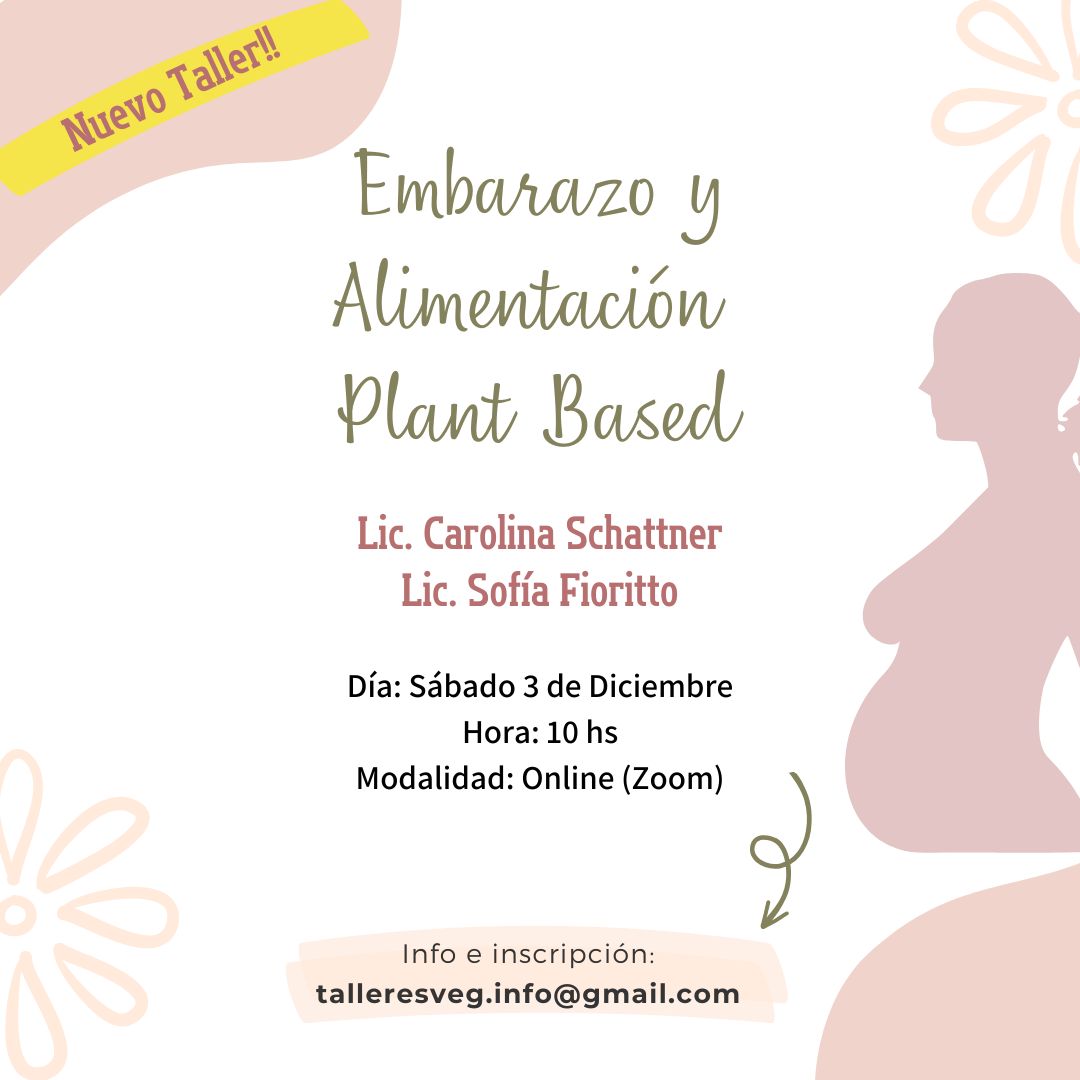 Nuevo Taller!!
Embarazo y
Alimentación
Plant Based
Lic. Carolina Schattner
Lic. Sofía Fioritto
Día: Sábado 3 de Diciembre
Hora: 10 hs
Modalidad: Online (Zoom)
Info e inscripción:
talleresveg.info@gmail.com